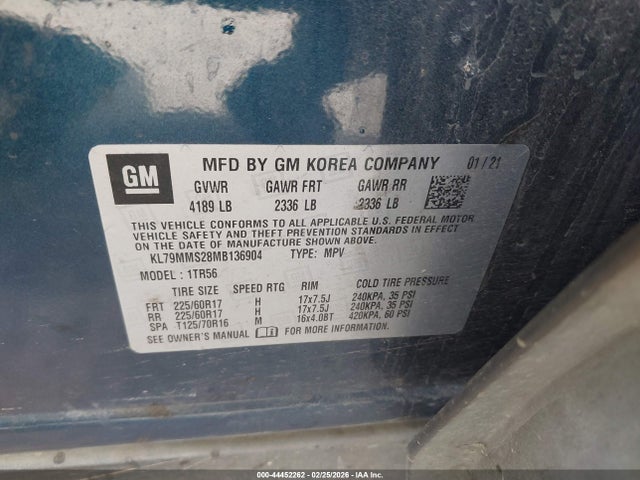 GM
MFD BY GM KOREA COMPANY 01/21
GVWR GAWR FRT GAWR RR
4189 LB 2336 LB 2336 LB
THIS VEHICLE CONFORMS TO ALL APPLICABLE U.S. FEDERAL MOTOR
VEHICLE SAFETY AND THEFT PREVENTION STANDARDS IN EFFECT
ON THE DATE OF MANUFACTURE SHOWN ABOVE.
KL79MMS28MB136904 TYPE: MPV
MODEL: 1TR56
TIRE SIZE SPEED RTG RIM COLD TIRE PRESSURE
FRT 225/60R17 H 17x7.5J 240KPA, 35 PSI
RR 225/60R17 H 17x7.5J 240KPA, 35 PSI
SPA T125/70R16 M 16x4.0BT 420KPA, 60 PSI
SEE OWNER'S MANUAL FOR MORE INFORMATION.
000-44452262 - 02/25/2026 - IAA, Inc.